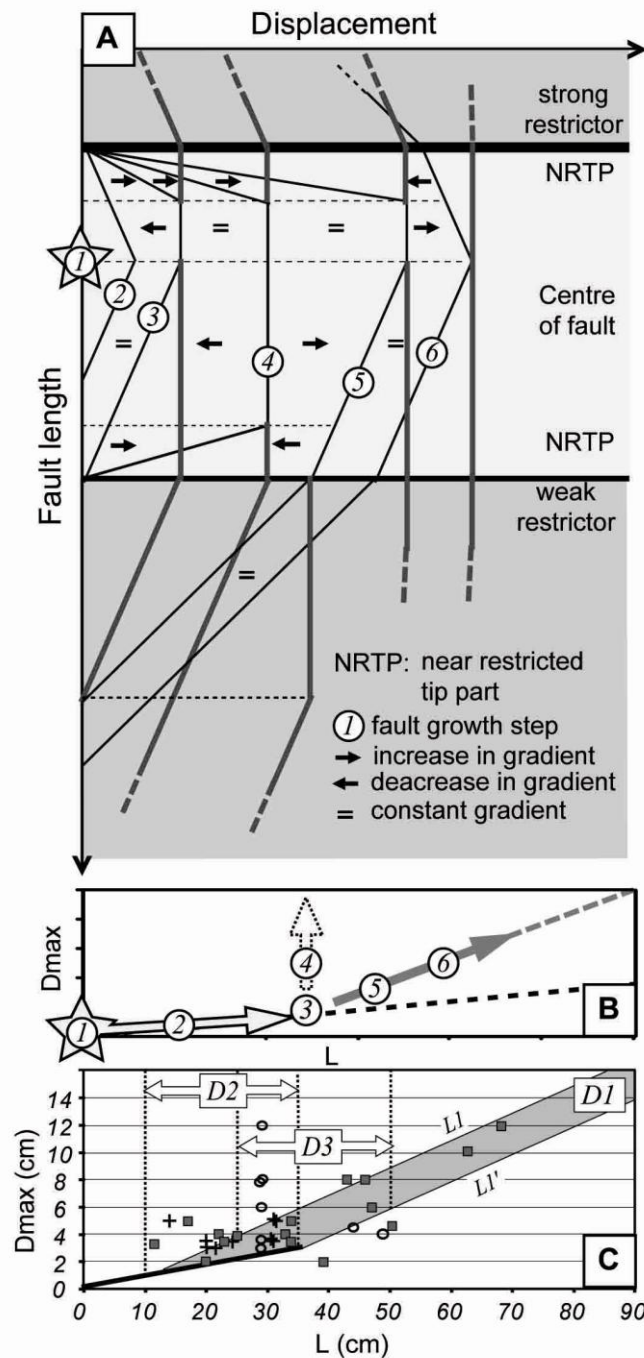 Displacement
A
strong
restrictor
NRTP
1
2
3
4
5
6
Centre
of fault
Fault length
NRTP
weak
restrictor
=
=
=
=
=
NRTP: near restricted
tip part
1 fault growth step
→ increase in gradient
← deacrease in gradient
= constant gradient
Dmax
1
2
3
4
5
6
B
L
D2
D3
L1
L1'
D1
14
12
10
8
6
4
2
0
Dmax (cm)
C
0 10 20 30 40 50 60 70 80 90
L (cm)